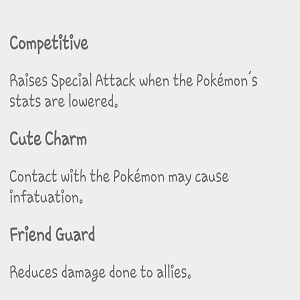 Competitive
Raises Special Attack when the Pokémon´s
stats are lowered。
Cute Charm
Contact with the Pokémon may cause
infatuation。
Friend Guard
Reduces damage done to allies。